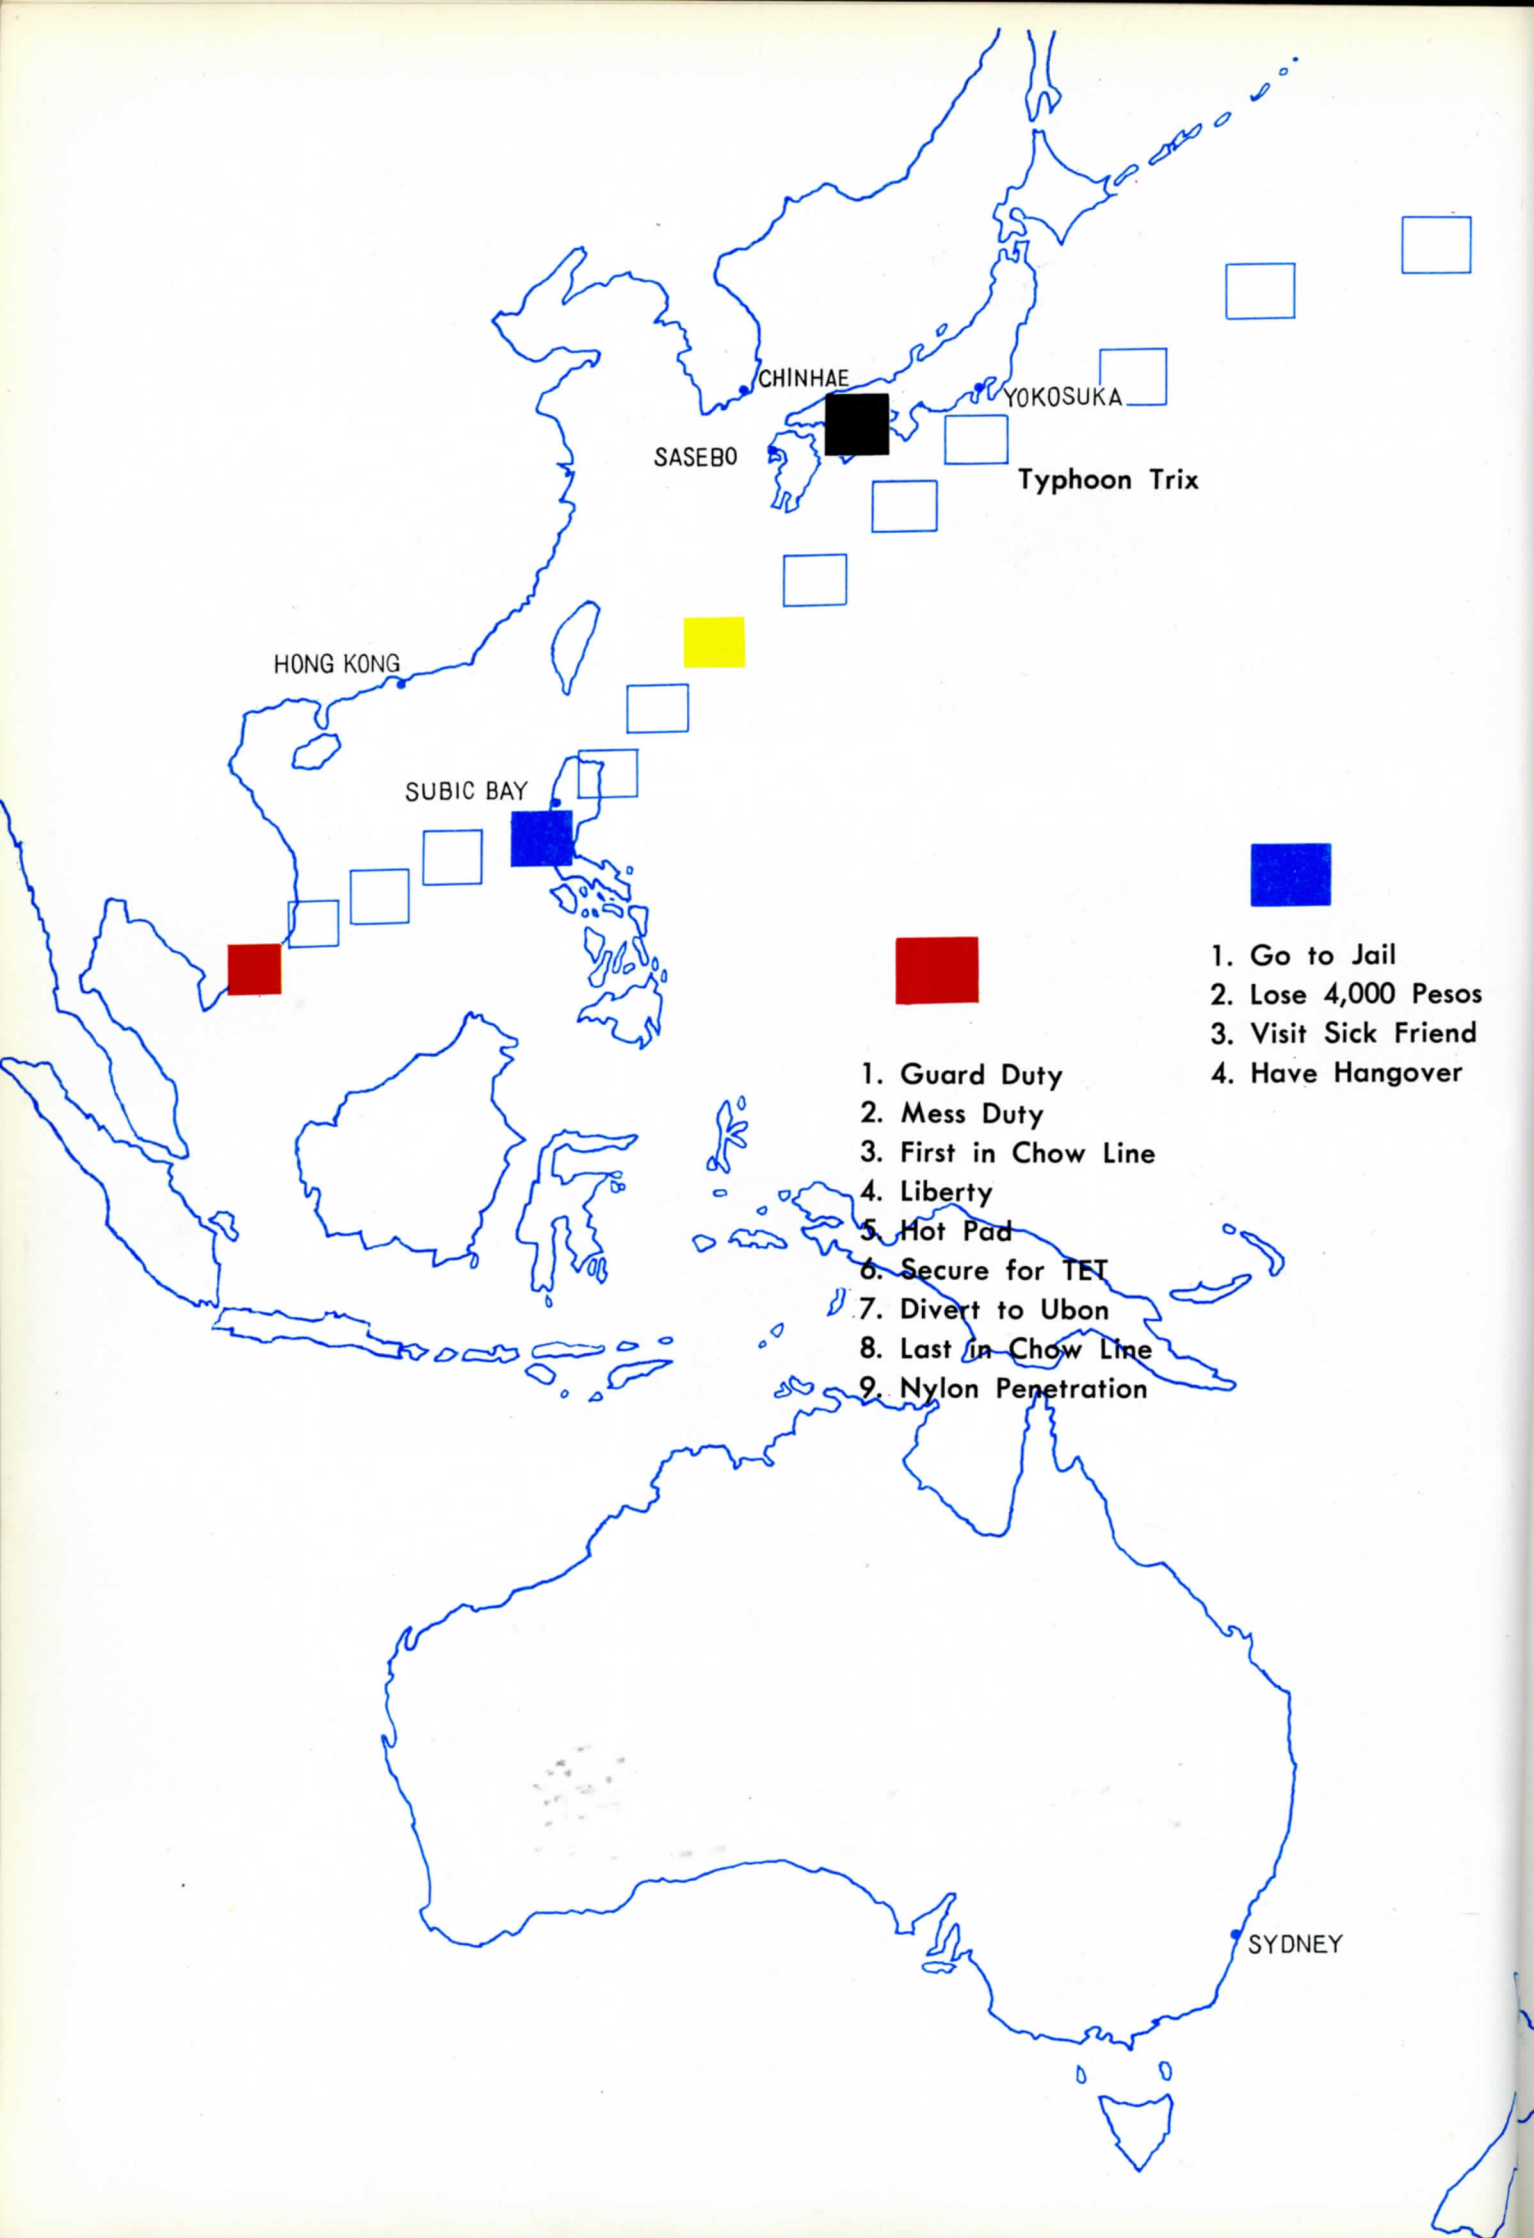 CHINHAE
YOKOSUKA
SASEBO
Typhoon Trix
HONG KONG
SUBIC BAY
1. Go to Jail
2. Lose 4,000 Pesos
3. Visit Sick Friend
4. Have Hangover
1. Guard Duty
2. Mess Duty
3. First in Chow Line
4. Liberty
5. Hot Pad
6. Secure for TET
7. Divert to Ubon
8. Last in Chow Line
9. Nylon Penetration
SYDNEY